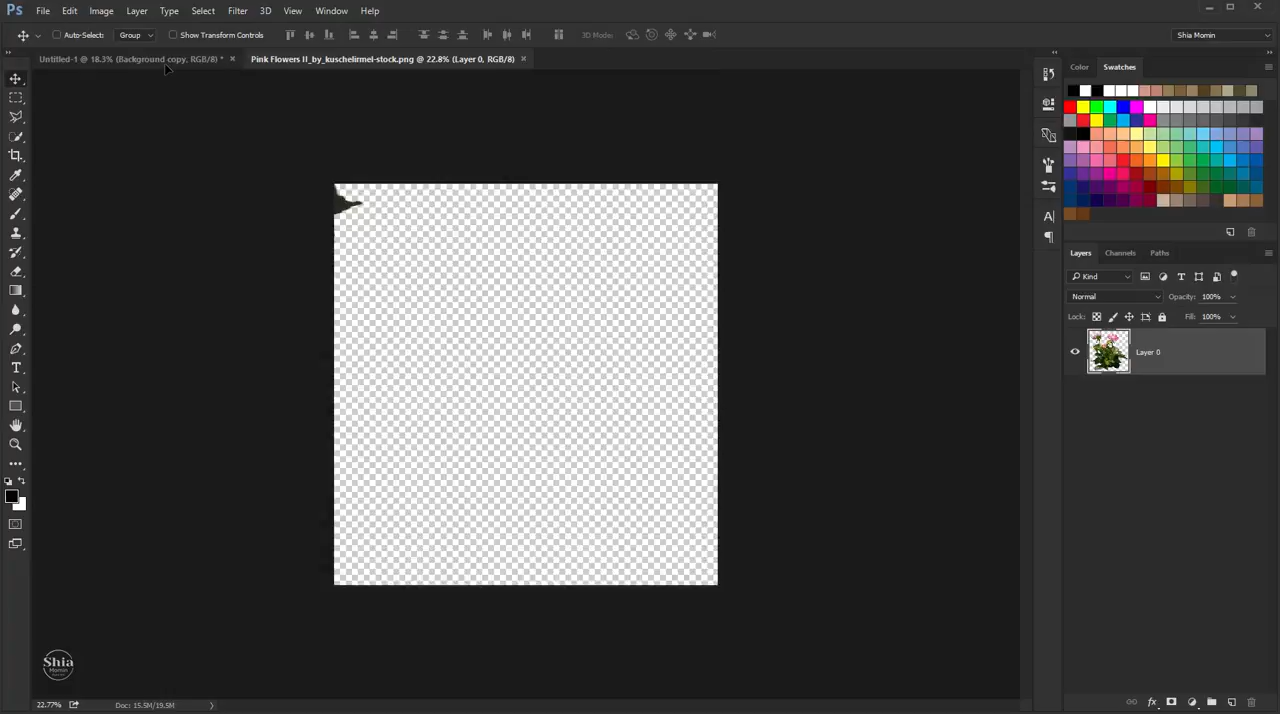 Ps File Edit Image Layer Type Select Filter 3D View Window Help
Auto-Select: Group Show Transform Controls 3D Mode: Shia Momin
Untitled-1 @ 18.3% (Background copy, RGB/8) * × Pink Flowers II_by_kuschelirmel-stock.png @ 22.8% (Layer 0, RGB/8) ×
Color Swatches
Layers Channels Paths
Kind
Normal Opacity: 100%
Lock: Fill: 100%
Layer 0
Shia
Momin
22.77% Doc: 15.5M/19.5M